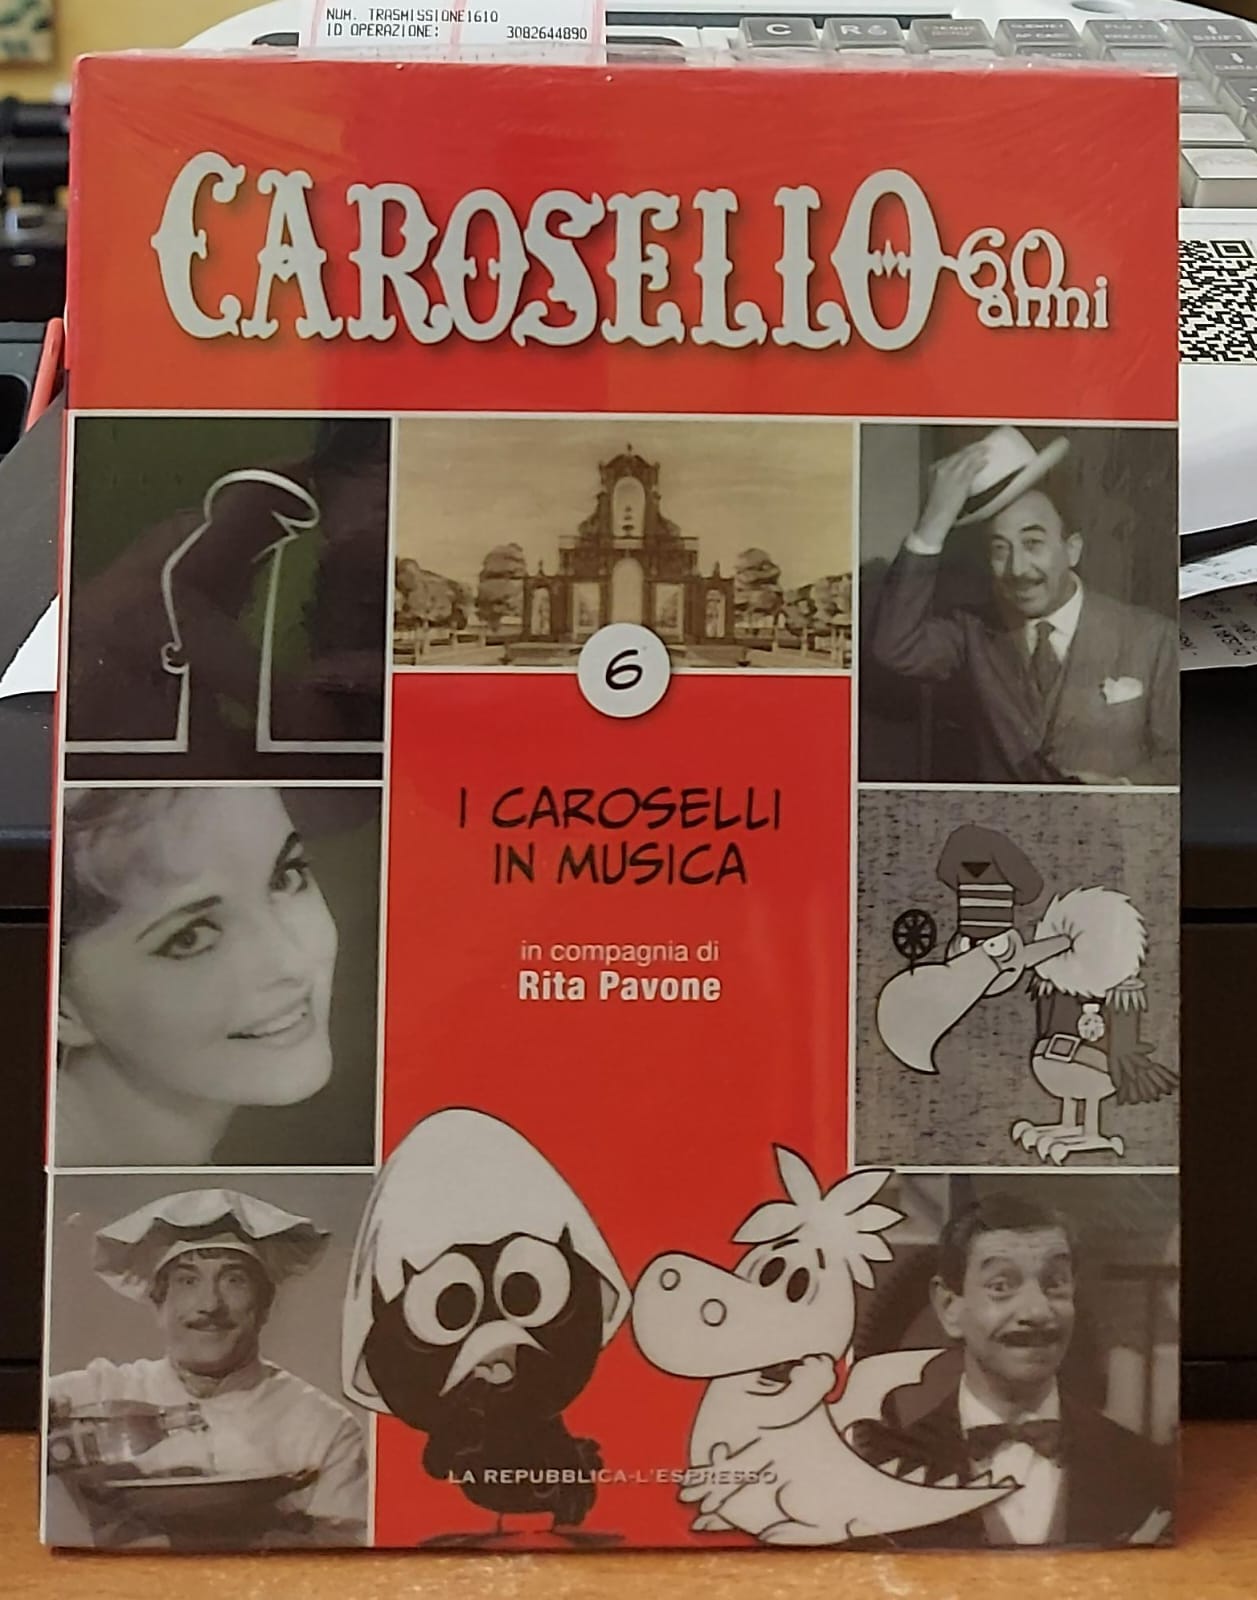 NUM. TRASMISSIONE1610
ID OPERAZIONE: 3082644890
C
CAROSELLO 60
anni
6
I CAROSELLI
IN MUSICA
in compagnia di
Rita Pavone
LA REPUBBLICA-L'ESPRESSO